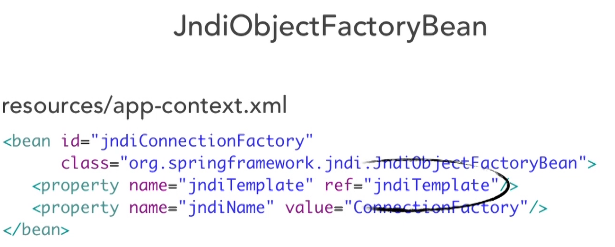 JndiObjectFactoryBean
resources/app-context.xml
<bean id="jndiConnectionFactory"
class="org.springframework.jndi.JndiObjectFactoryBean">
<property name="jndiTemplate" ref="jndiTemplate"/>
<property name="jndiName" value="ConnectionFactory"/>
</bean>